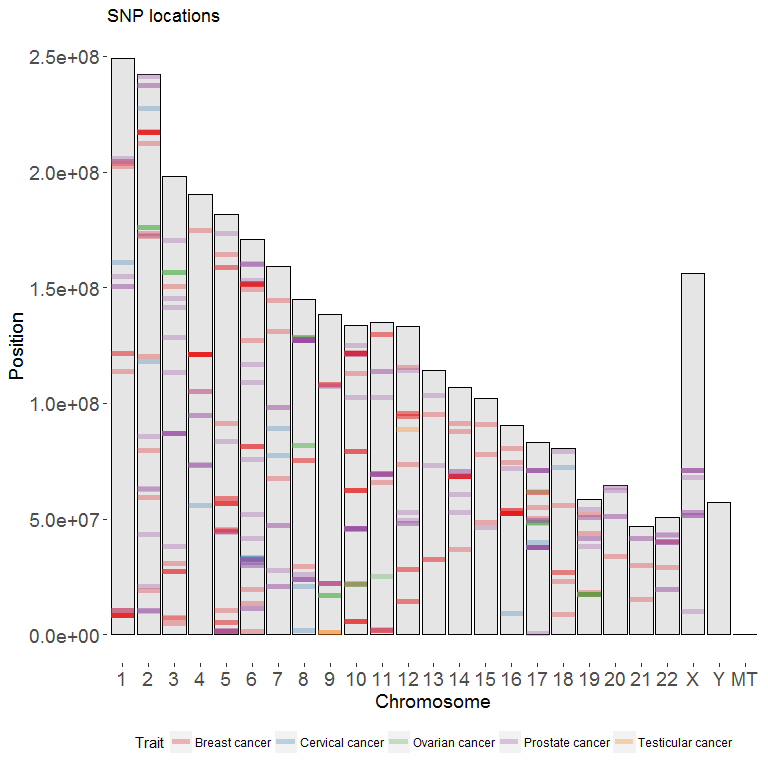 SNP locations
2.5e+08
2.0e+08
1.5e+08
1.0e+08
5.0e+07
0.0e+00
Position
1 2 3 4 5 6 7 8 9 10 11 12 13 14 15 16 17 18 19 20 21 22 X Y MT
Chromosome
Trait Breast cancer Cervical cancer Ovarian cancer Prostate cancer Testicular cancer